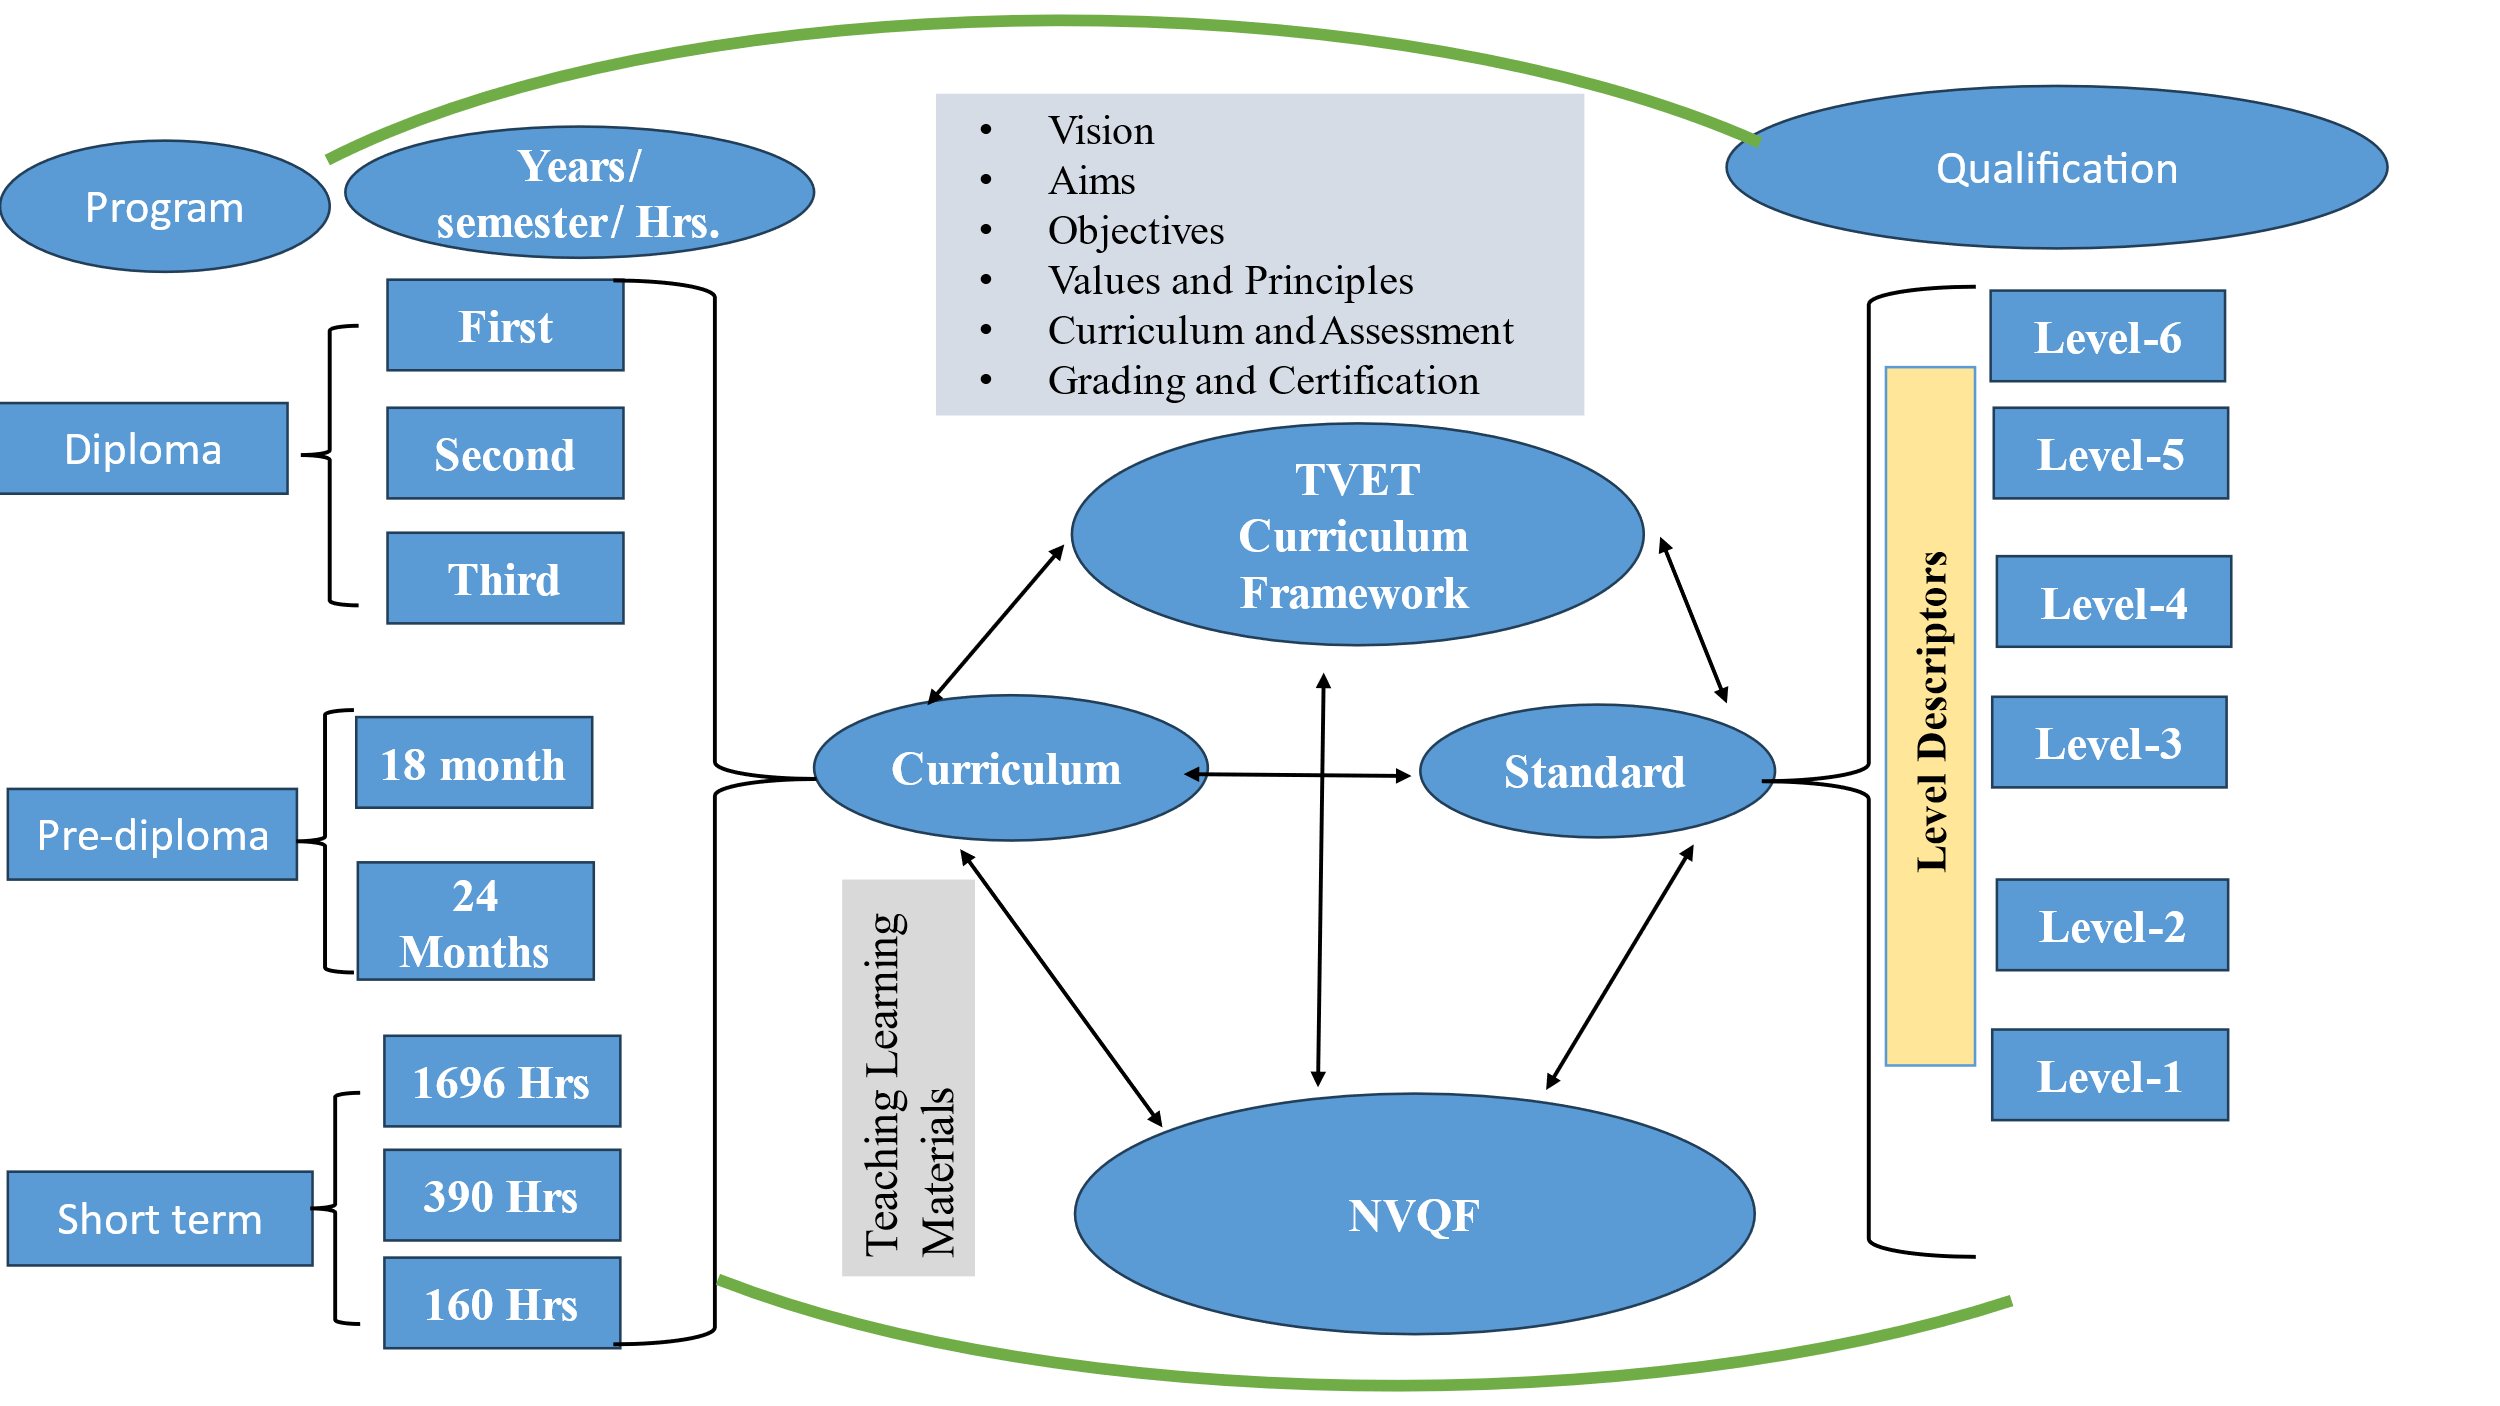 Program
Years/
semester/ Hrs.
Qualification
• Vision
• Aims
• Objectives
• Values and Principles
• Curriculum and Assessment
• Grading and Certification
Diploma
First
Second
Third
Pre-diploma
18 month
24
Months
Short term
1696 Hrs
390 Hrs
160 Hrs
TVET
Curriculum
Framework
Curriculum
Standard
NVQF
Teaching Learning
Materials
Level Descriptors
Level-6
Level-5
Level-4
Level-3
Level-2
Level-1